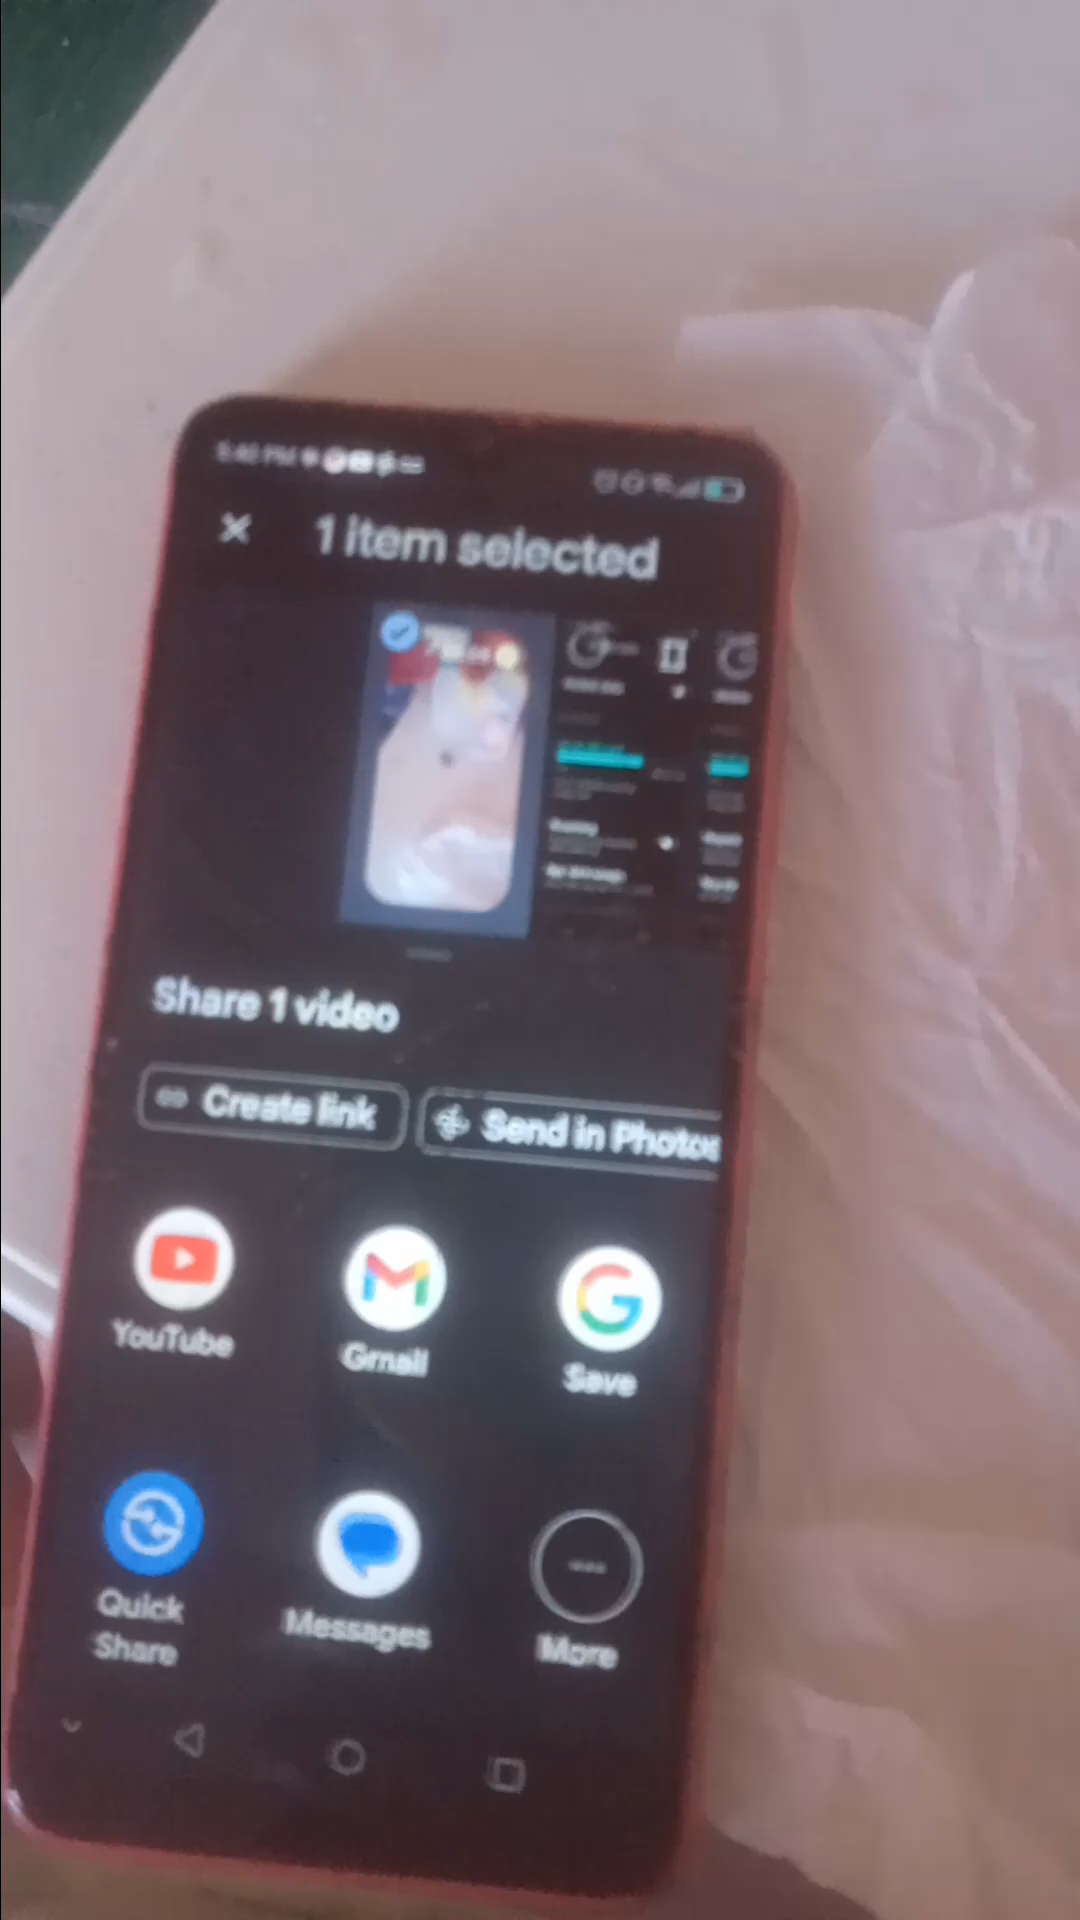 1 item selected
Share 1 video
Create link
Send in Photos
YouTube
Gmail
Save
Quick
Share
Messages
More